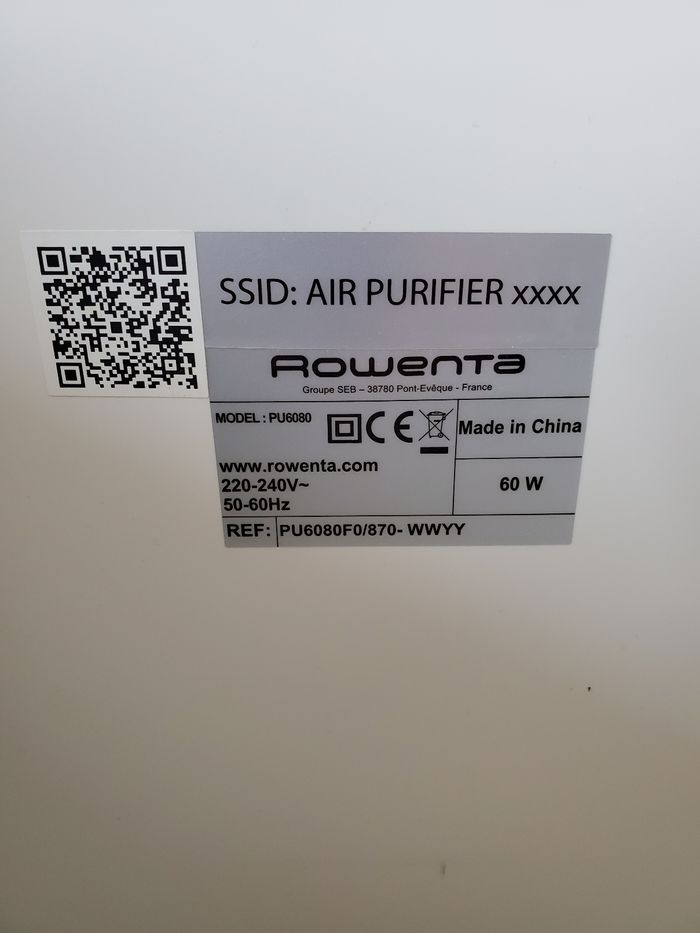 SSID: AIR PURIFIER xxxx
Rowenta
Groupe SEB – 38780 Pont-Evêque - France
MODEL : PU6080
Made in China
www.rowenta.com
220-240V~
50-60Hz
60 W
REF: PU6080F0/870- WWYY